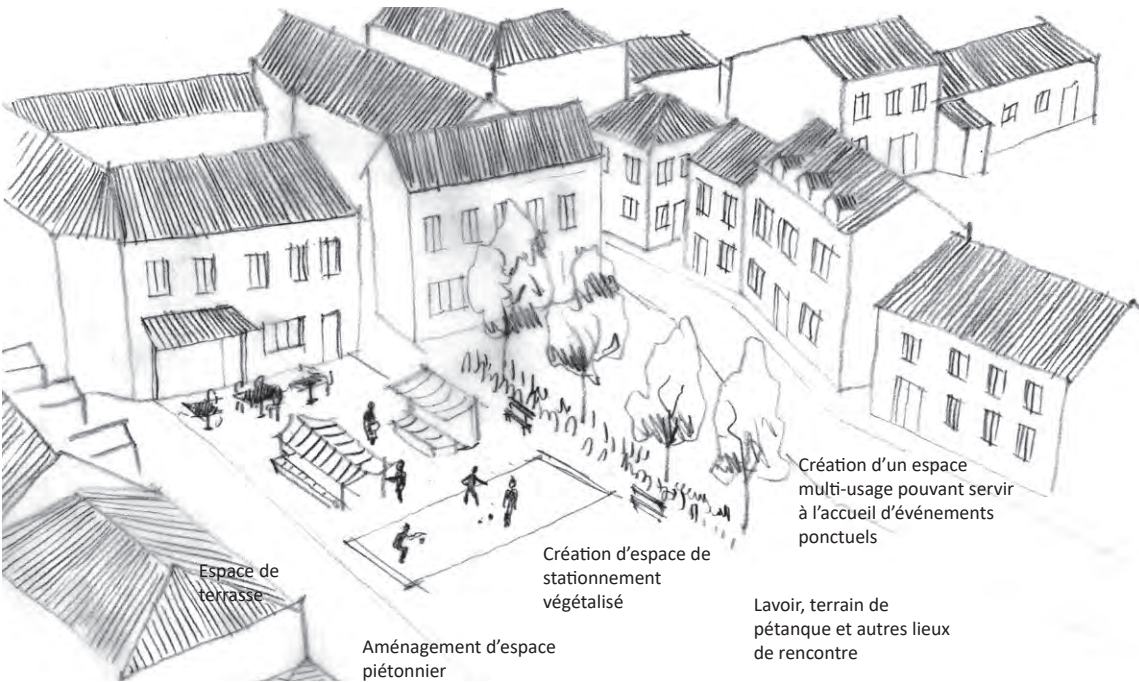 Création d’un espace
multi-usage pouvant servir
à l’accueil d’événements
ponctuels
Création d’espace de
stationnement
végétalisé
Espace de
terrasse
Lavoir, terrain de
pétanque et autres lieux
de rencontre
Aménagement d’espace
piétonnier